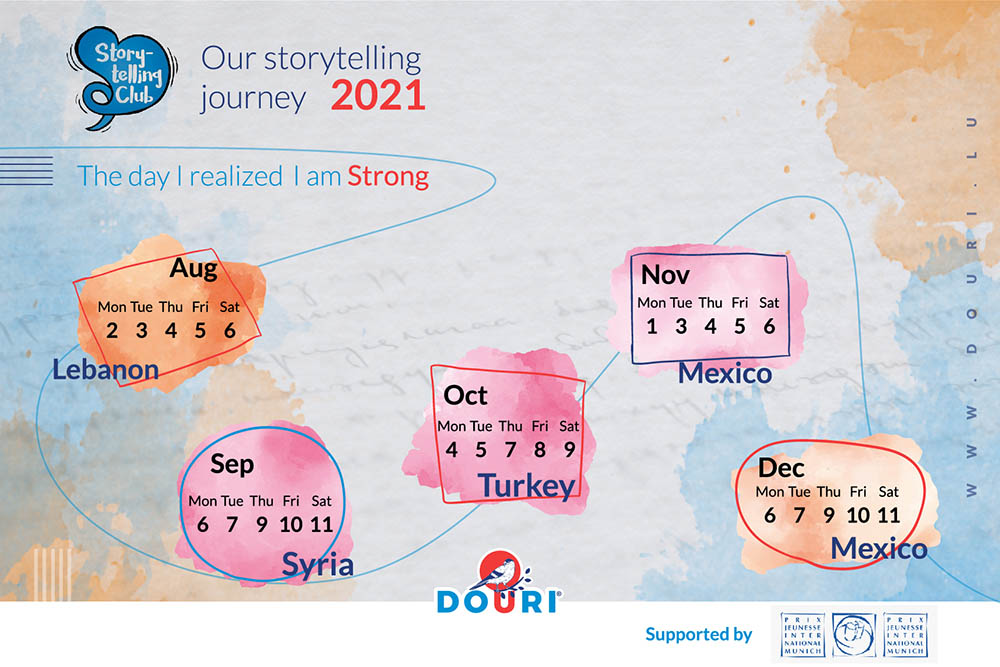 Story-
telling
Club
Our storytelling
journey 2021
The day I realized I am Strong
WWW.DOURI.LU
Aug
Mon Tue Thu Fri Sat
2 3 4 5 6
Lebanon
Sep
Mon Tue Thu Fri Sat
6 7 9 10 11
Syria
Oct
Mon Tue Thu Fri Sat
4 5 7 8 9
Turkey
Nov
Mon Tue Thu Fri Sat
1 3 4 5 6
Mexico
Dec
Mon Tue Thu Fri Sat
6 7 9 10 11
Mexico
DOURI®
Supported by
PRIX
JEUNESSE
INTER
NATIONAL
MUNICH
PRIX
JEUNESSE
INTER
NATIONAL
MUNICH